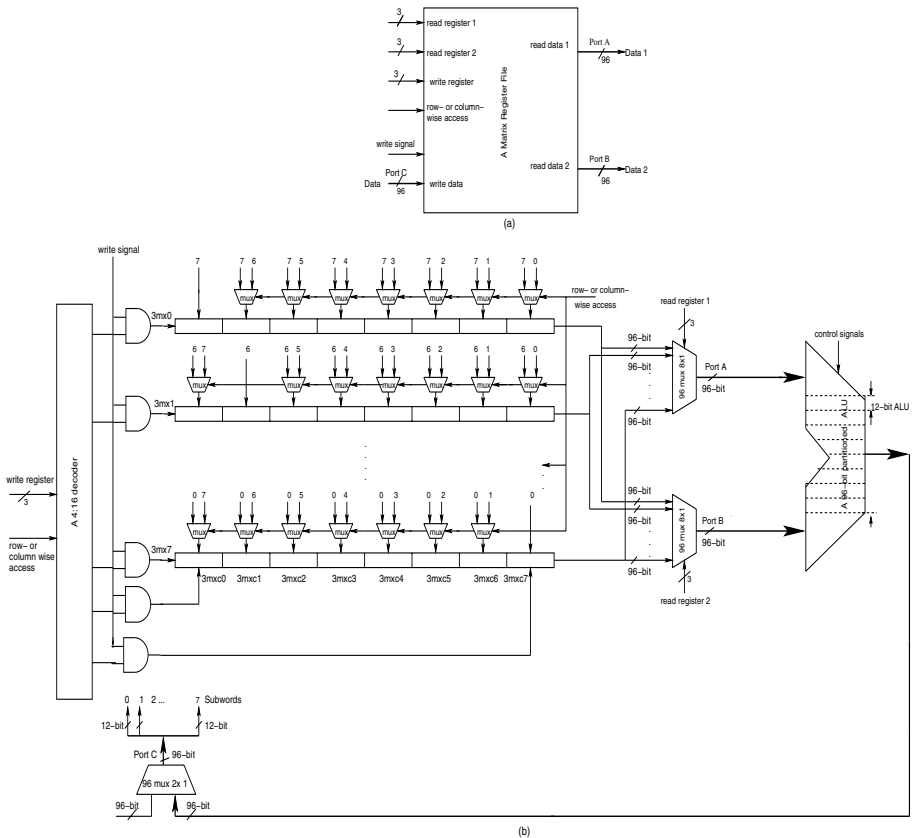 3
read register 1
3
read register 2
3
write register
row- or column-
wise access
write signal
Port C
Data
96
write data
A Matrix Register File
read data 1
Port A
96
Data 1
read data 2
Port B
96
Data 2
(a)
write signal
7 7 6 7 5 7 4 7 3 7 2 7 1 7 0
mux mux mux mux mux mux mux
row- or column-
wise access
3mx0
6 7 6 6 5 6 4 6 3 6 2 6 1 6 0
mux mux mux mux mux mux mux
3mx1
0 7 0 6 0 5 0 4 0 3 0 2 0 1 0
mux mux mux mux mux mux mux
3mx7
3mxc0 3mxc1 3mxc2 3mxc3 3mxc4 3mxc5 3mxc6 3mxc7
A 4:16 decoder
write register
3
row- or
column wise
access
read register 1
3
96-bit
96-bit
96-bit
96 mux 8x1
Port A
96-bit
96-bit
96-bit
96-bit
96 mux 8x1
Port B
96-bit
3
read register 2
control signals
12-bit ALU
A 96-bit partitioned ALU
0 1 2 ... 7 Subwords
12-bit 12-bit
Port C 96-bit
96 mux 2x 1
96-bit 96-bit
(b)